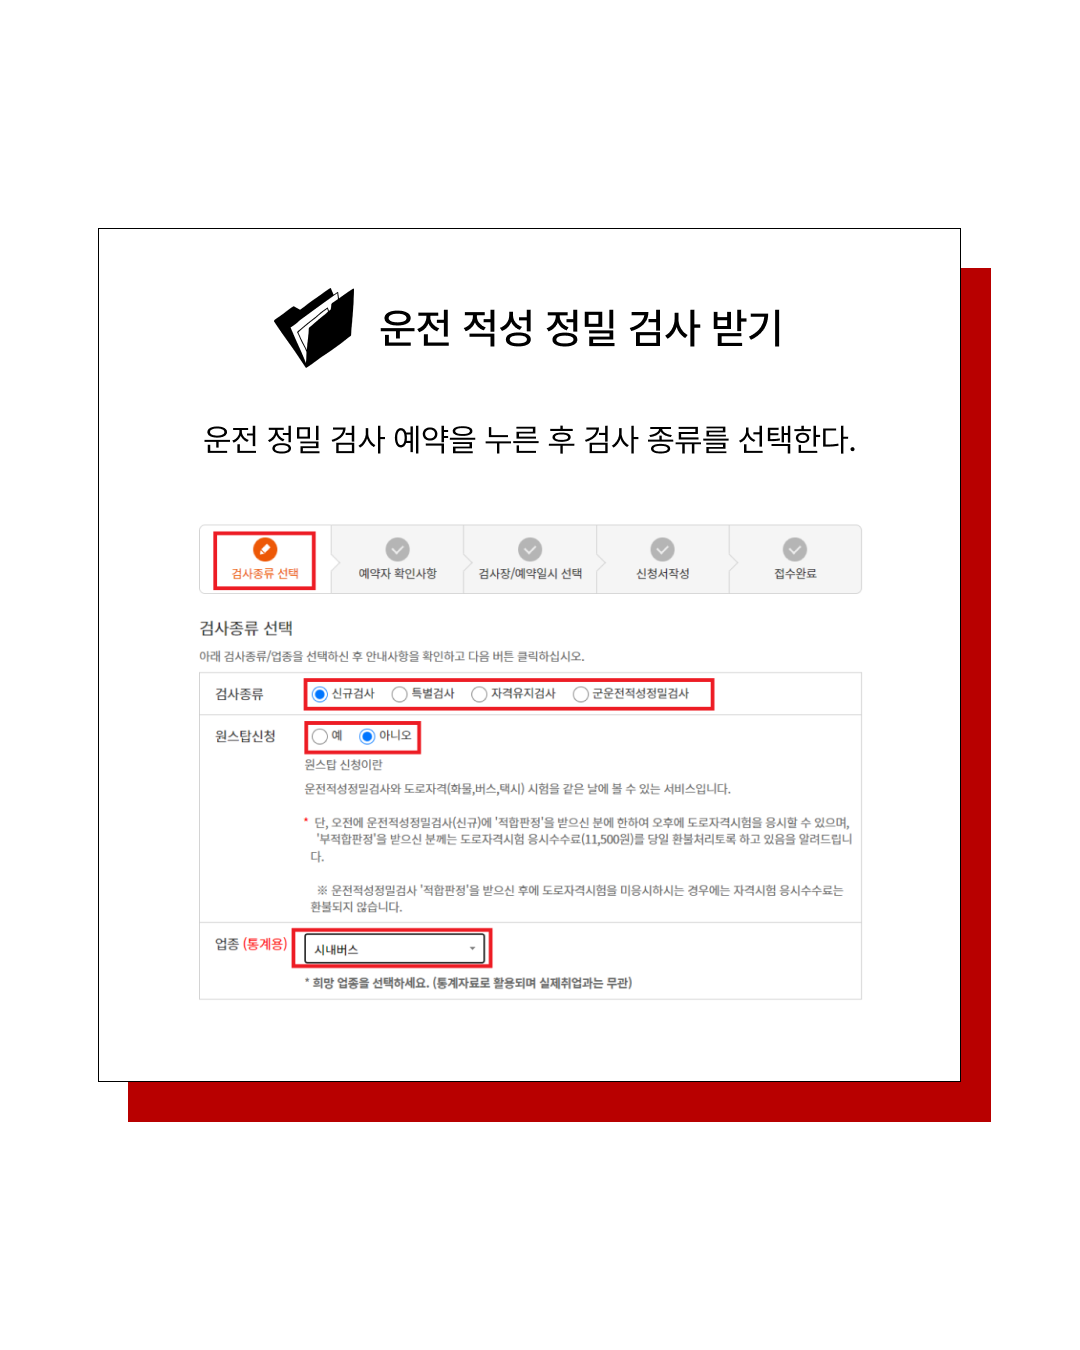 운전 적성 정밀 검사 받기
운전 정밀 검사 예약을 누른 후 검사 종류를 선택한다.
검사종류 선택
예약자 확인사항
검사장/예약일시 선택
신청서작성
접수완료
검사종류 선택
아래 검사종류/업종을 선택하신 후 안내사항을 확인하고 다음 버튼 클릭하십시오.
검사종류 신규검사 특별검사 자격유지검사 군운전적성정밀검사
원스탑신청 예 아니오
원스탑 신청이란
운전적성정밀검사와 도로자격(화물,버스,택시) 시험을 같은 날에 볼 수 있는 서비스입니다.
* 단, 오전에 운전적성정밀검사(신규)에 '적합판정'을 받으신 분에 한하여 오후에 도로자격시험을 응시할 수 있으며,
'부적합판정'을 받으신 분께는 도로자격시험 응시수수료(11,500원)를 당일 환불처리토록 하고 있음을 알려드립니
다.
※ 운전적성정밀검사 '적합판정'을 받으신 후에 도로자격시험을 미응시하시는 경우에는 자격시험 응시수수료는
환불되지 않습니다.
업종 (통계용) 시내버스
* 희망 업종을 선택하세요. (통계자료로 활용되며 실제취업과는 무관)